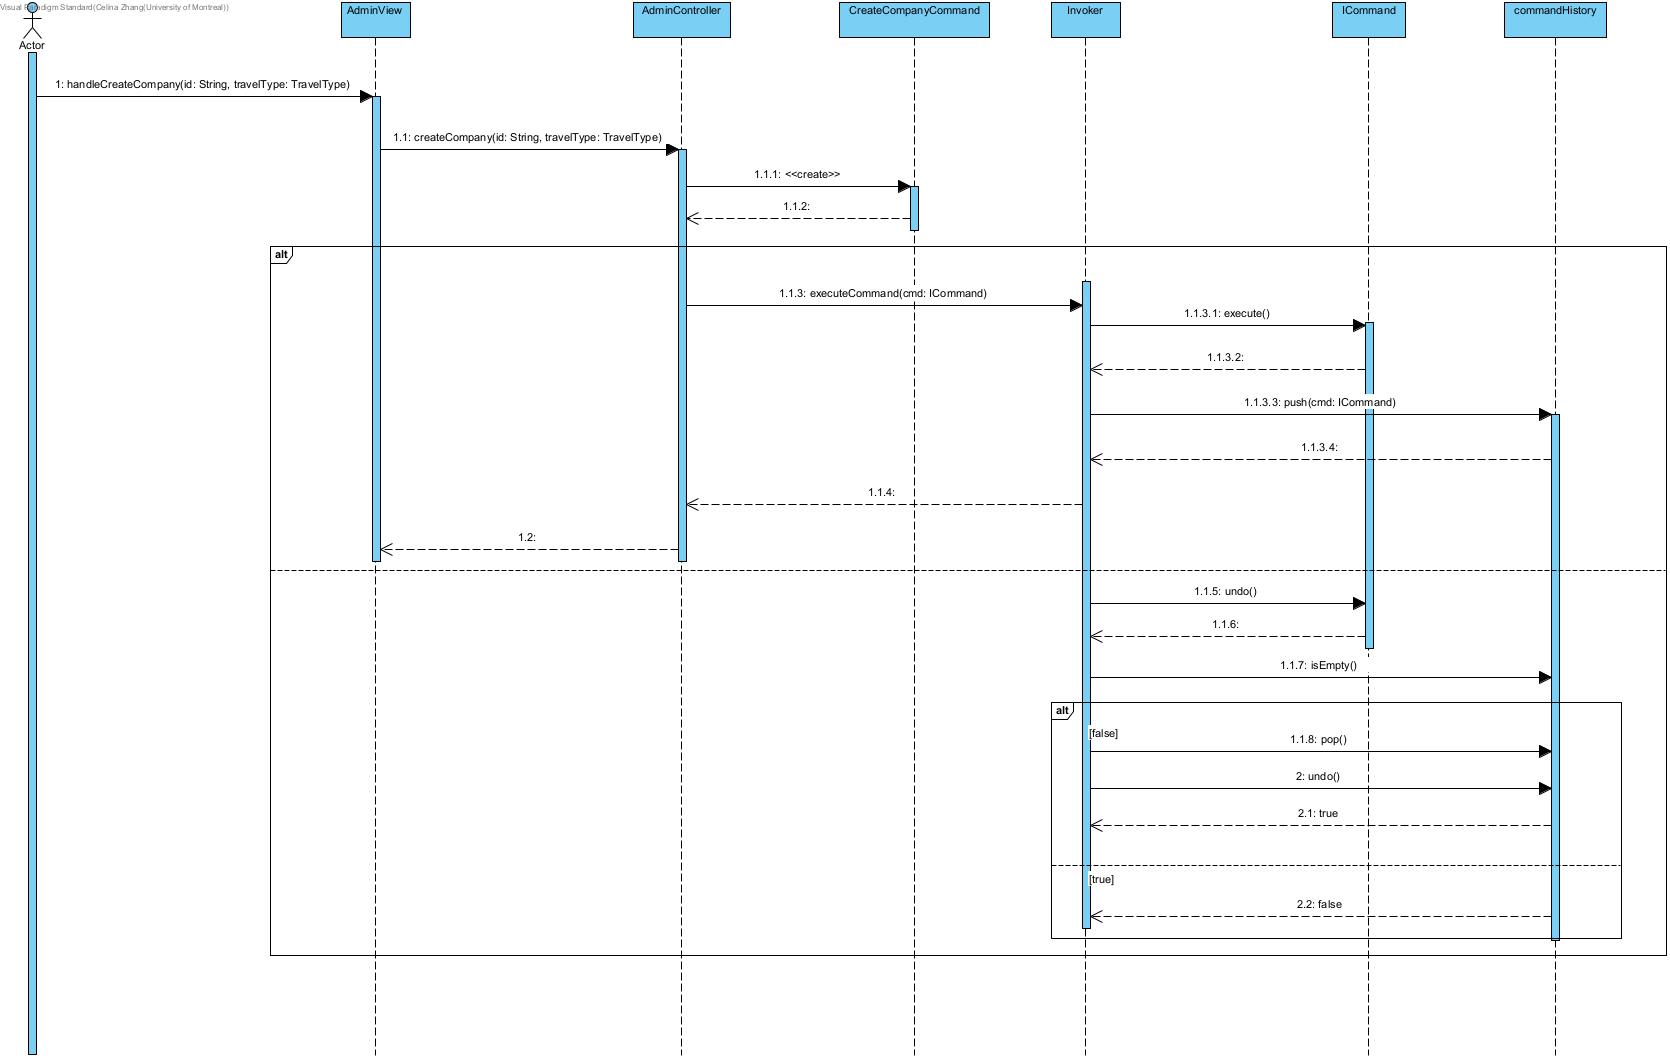 Visual Paradigm Standard(Celina Zhang(University of Montreal))
Actor
AdminView
AdminController
CreateCompanyCommand
Invoker
ICommand
commandHistory
1: handleCreateCompany(id: String, travelType: TravelType)
1.1: createCompany(id: String, travelType: TravelType)
1.1.1: <<create>>
1.1.2:
alt
1.1.3: executeCommand(cmd: ICommand)
1.1.3.1: execute()
1.1.3.2:
1.1.3.3: push(cmd: ICommand)
1.1.3.4:
1.1.4:
1.2:
1.1.5: undo()
1.1.6:
1.1.7: isEmpty()
alt
[false]
1.1.8: pop()
2: undo()
2.1: true
[true]
2.2: false